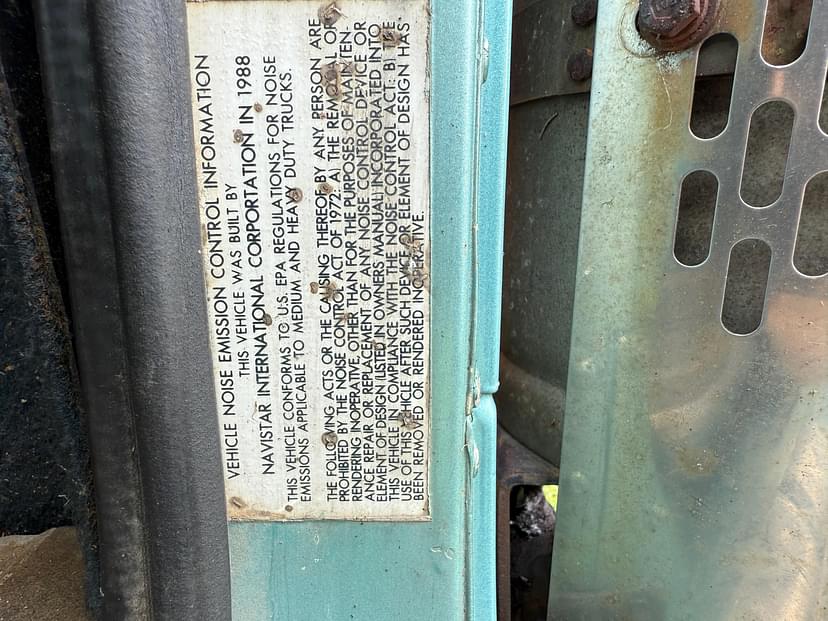 VEHICLE NOISE EMISSION CONTROL INFORMATION
THIS VEHICLE WAS BUILT BY
NAVISTAR INTERNATIONAL CORPORTATION IN 1988
THIS VEHICLE CONFORMS TO U.S. EPA REGULATIONS FOR NOISE
EMISSIONS APPLICABLE TO MEDIUM AND HEAVY DUTY TRUCKS.
THE FOLLOWING ACTS OR THE CAUSING THEREOF BY ANY PERSON ARE
PROHIBITED BY THE NOISE CONTROL ACT OF 1972: A) THE REMOVAL OR
RENDERING INOPERATIVE, OTHER THAN FOR THE PURPOSES OF MAINTEN-
ANCE REPAIR OR REPLACEMENT OF ANY NOISE CONTROL DEVICE OR
ELEMENT OF DESIGN (LISTED IN OWNERS MANUAL) INCORPORATED INTO
THIS VEHICLE IN COMPLIANCE WITH THE NOISE CONTROL ACT; B) THE
USE OF THIS VEHICLE AFTER SUCH DEVICE OR ELEMENT OF DESIGN HAS
BEEN REMOVED OR RENDERED INOPERATIVE.